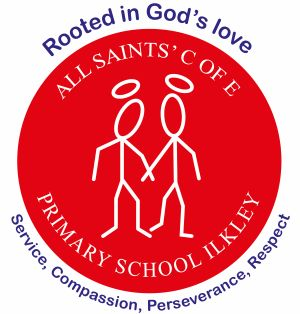 Rooted in God's love
ALL SAINTS' C OF E
PRIMARY SCHOOL ILKLEY
Service, Compassion, Perseverance, Respect